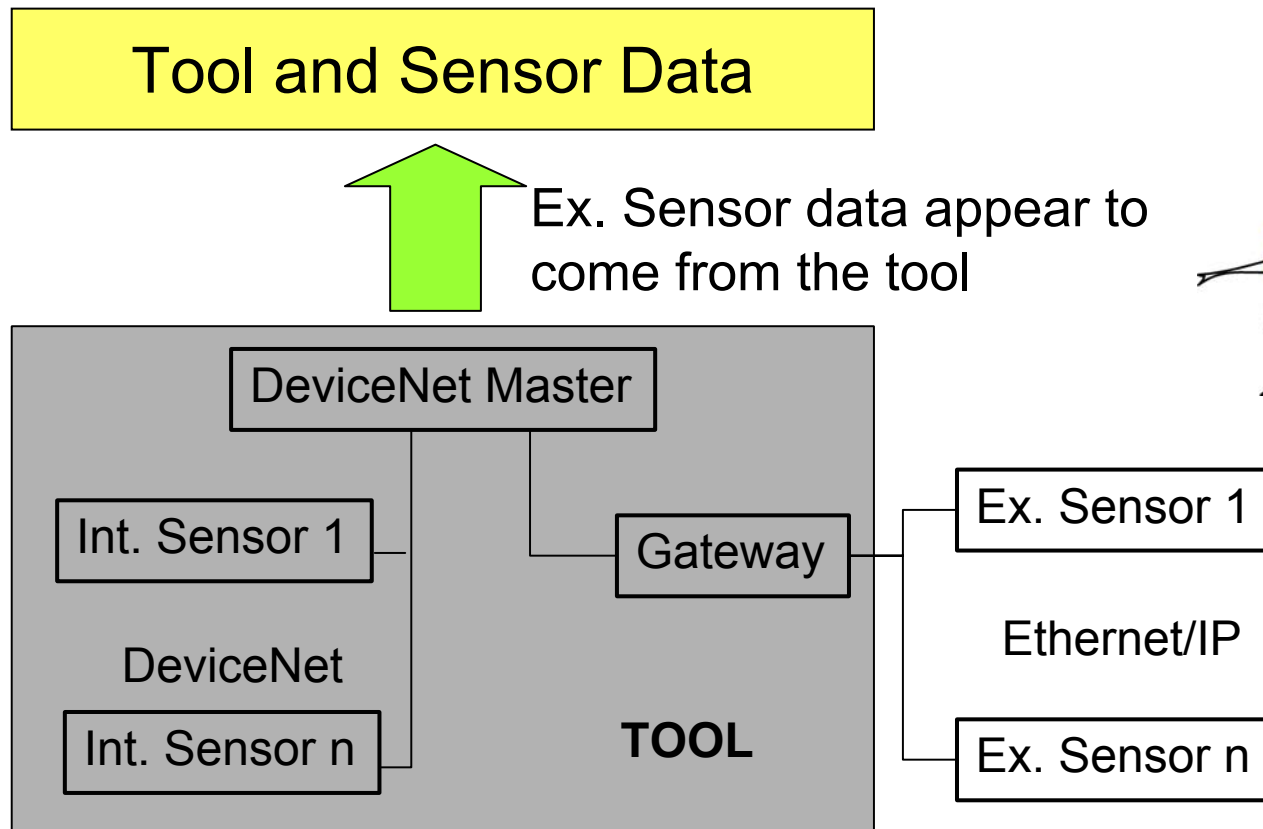 Tool and Sensor Data
Ex. Sensor data appear to
come from the tool
DeviceNet Master
Int. Sensor 1
Gateway
Ex. Sensor 1
DeviceNet
Ethernet/IP
Int. Sensor n
TOOL
Ex. Sensor n